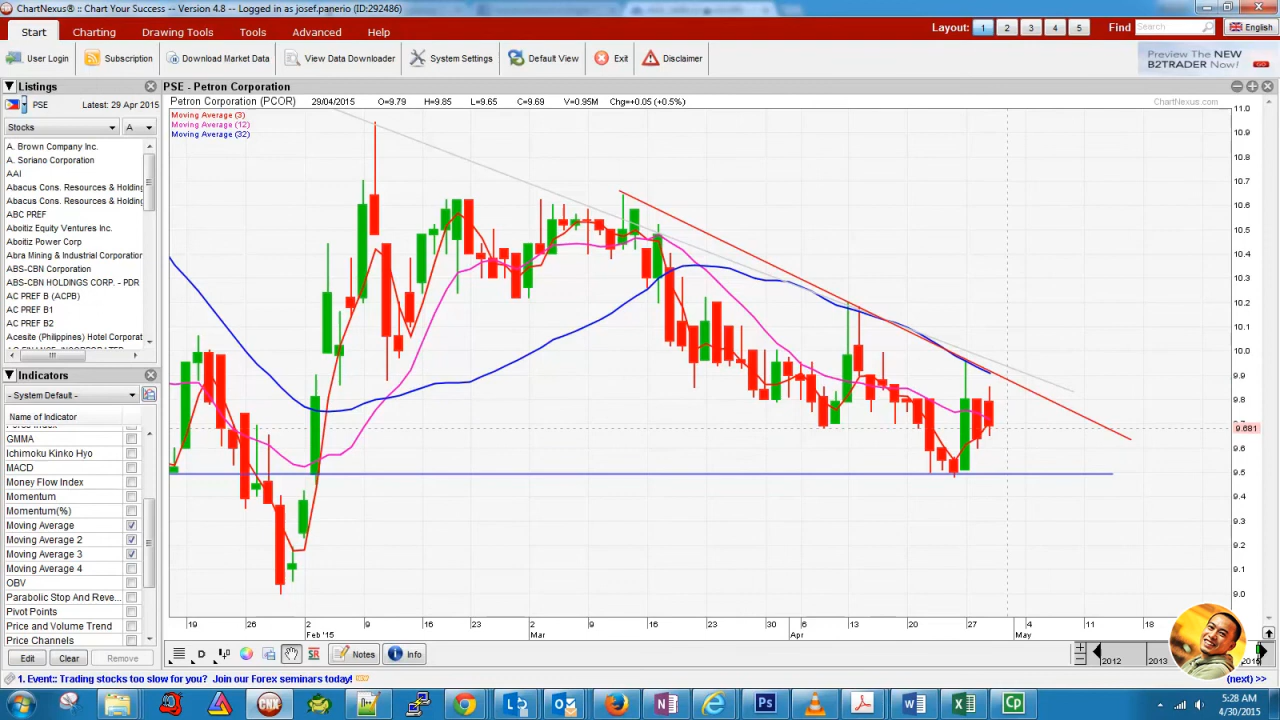 ChartNexus® :: Chart Your Success -- Version 4.8 -- Logged in as josef.panerio (ID:292486)
Start Charting Drawing Tools Tools Advanced Help Layout: 1 2 3 4 5 Find Search English
User Login Subscription Download Market Data View Data Downloader System Settings Default View Exit Disclaimer
Preview The NEW
B2TRADER Now! GO
Listings
PSE Latest: 29 Apr 2015
Stocks A
A. Brown Company Inc.
A. Soriano Corporation
AAI
Abacus Cons. Resources & Holding
Abacus Cons. Resources & Holding
ABC PREF
Aboitiz Equity Ventures Inc.
Aboitiz Power Corp
Abra Mining & Industrial Corporation
ABS-CBN Corporation
ABS-CBN HOLDINGS CORP. - PDR
AC PREF B (ACPB)
AC PREF B1
AC PREF B2
Acesite (Philippines) Hotel Corporat
Indicators
- System Default -
Name of Indicator
GMMA
Ichimoku Kinko Hyo
MACD
Money Flow Index
Momentum
Momentum(%)
Moving Average
Moving Average 2
Moving Average 3
Moving Average 4
OBV
Parabolic Stop And Reve...
Pivot Points
Price and Volume Trend
Price Channels
Edit Clear Remove
PSE - Petron Corporation
Petron Corporation (PCOR) 29/04/2015 O=9.79 H=9.85 L=9.65 C=9.69 V=0.95M Chg=+0.05 (+0.5%) ChartNexus.com
Moving Average (3)
Moving Average (12)
Moving Average (32)
11.0
10.9
10.8
10.7
10.6
10.5
10.4
10.3
10.2
10.1
10.0
9.9
9.8
9.681
9.6
9.5
9.4
9.3
9.2
9.1
9.0
19 26 2 9 16 23 2 9 16 23 30 6 13 20 27 4 11 18
Feb '15 Mar Apr May
D SR Notes Info 2012 2013 2015
1. Event:: Trading stocks too slow for you? Join our Forex seminars today! (next) >>
5:28 AM
4/30/2015